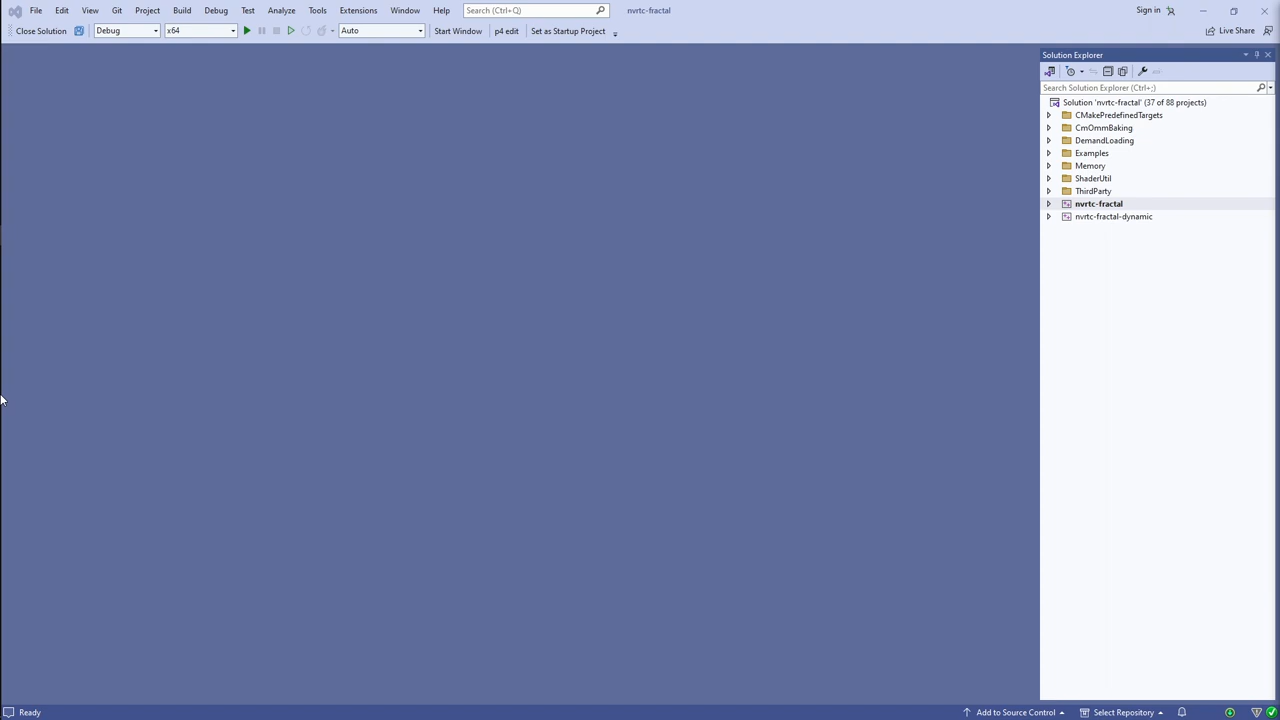 File Edit View Git Project Build Debug Test Analyze Tools Extensions Window Help Search (Ctrl+Q) nvrtc-fractal Sign in
Close Solution Debug x64 Auto Start Window p4 edit Set as Startup Project Live Share
Solution Explorer
Search Solution Explorer (Ctrl+;)
Solution 'nvrtc-fractal' (37 of 88 projects)
CMakePredefinedTargets
CmOmmBaking
DemandLoading
Examples
Memory
ShaderUtil
ThirdParty
nvrtc-fractal
nvrtc-fractal-dynamic
Ready Add to Source Control Select Repository